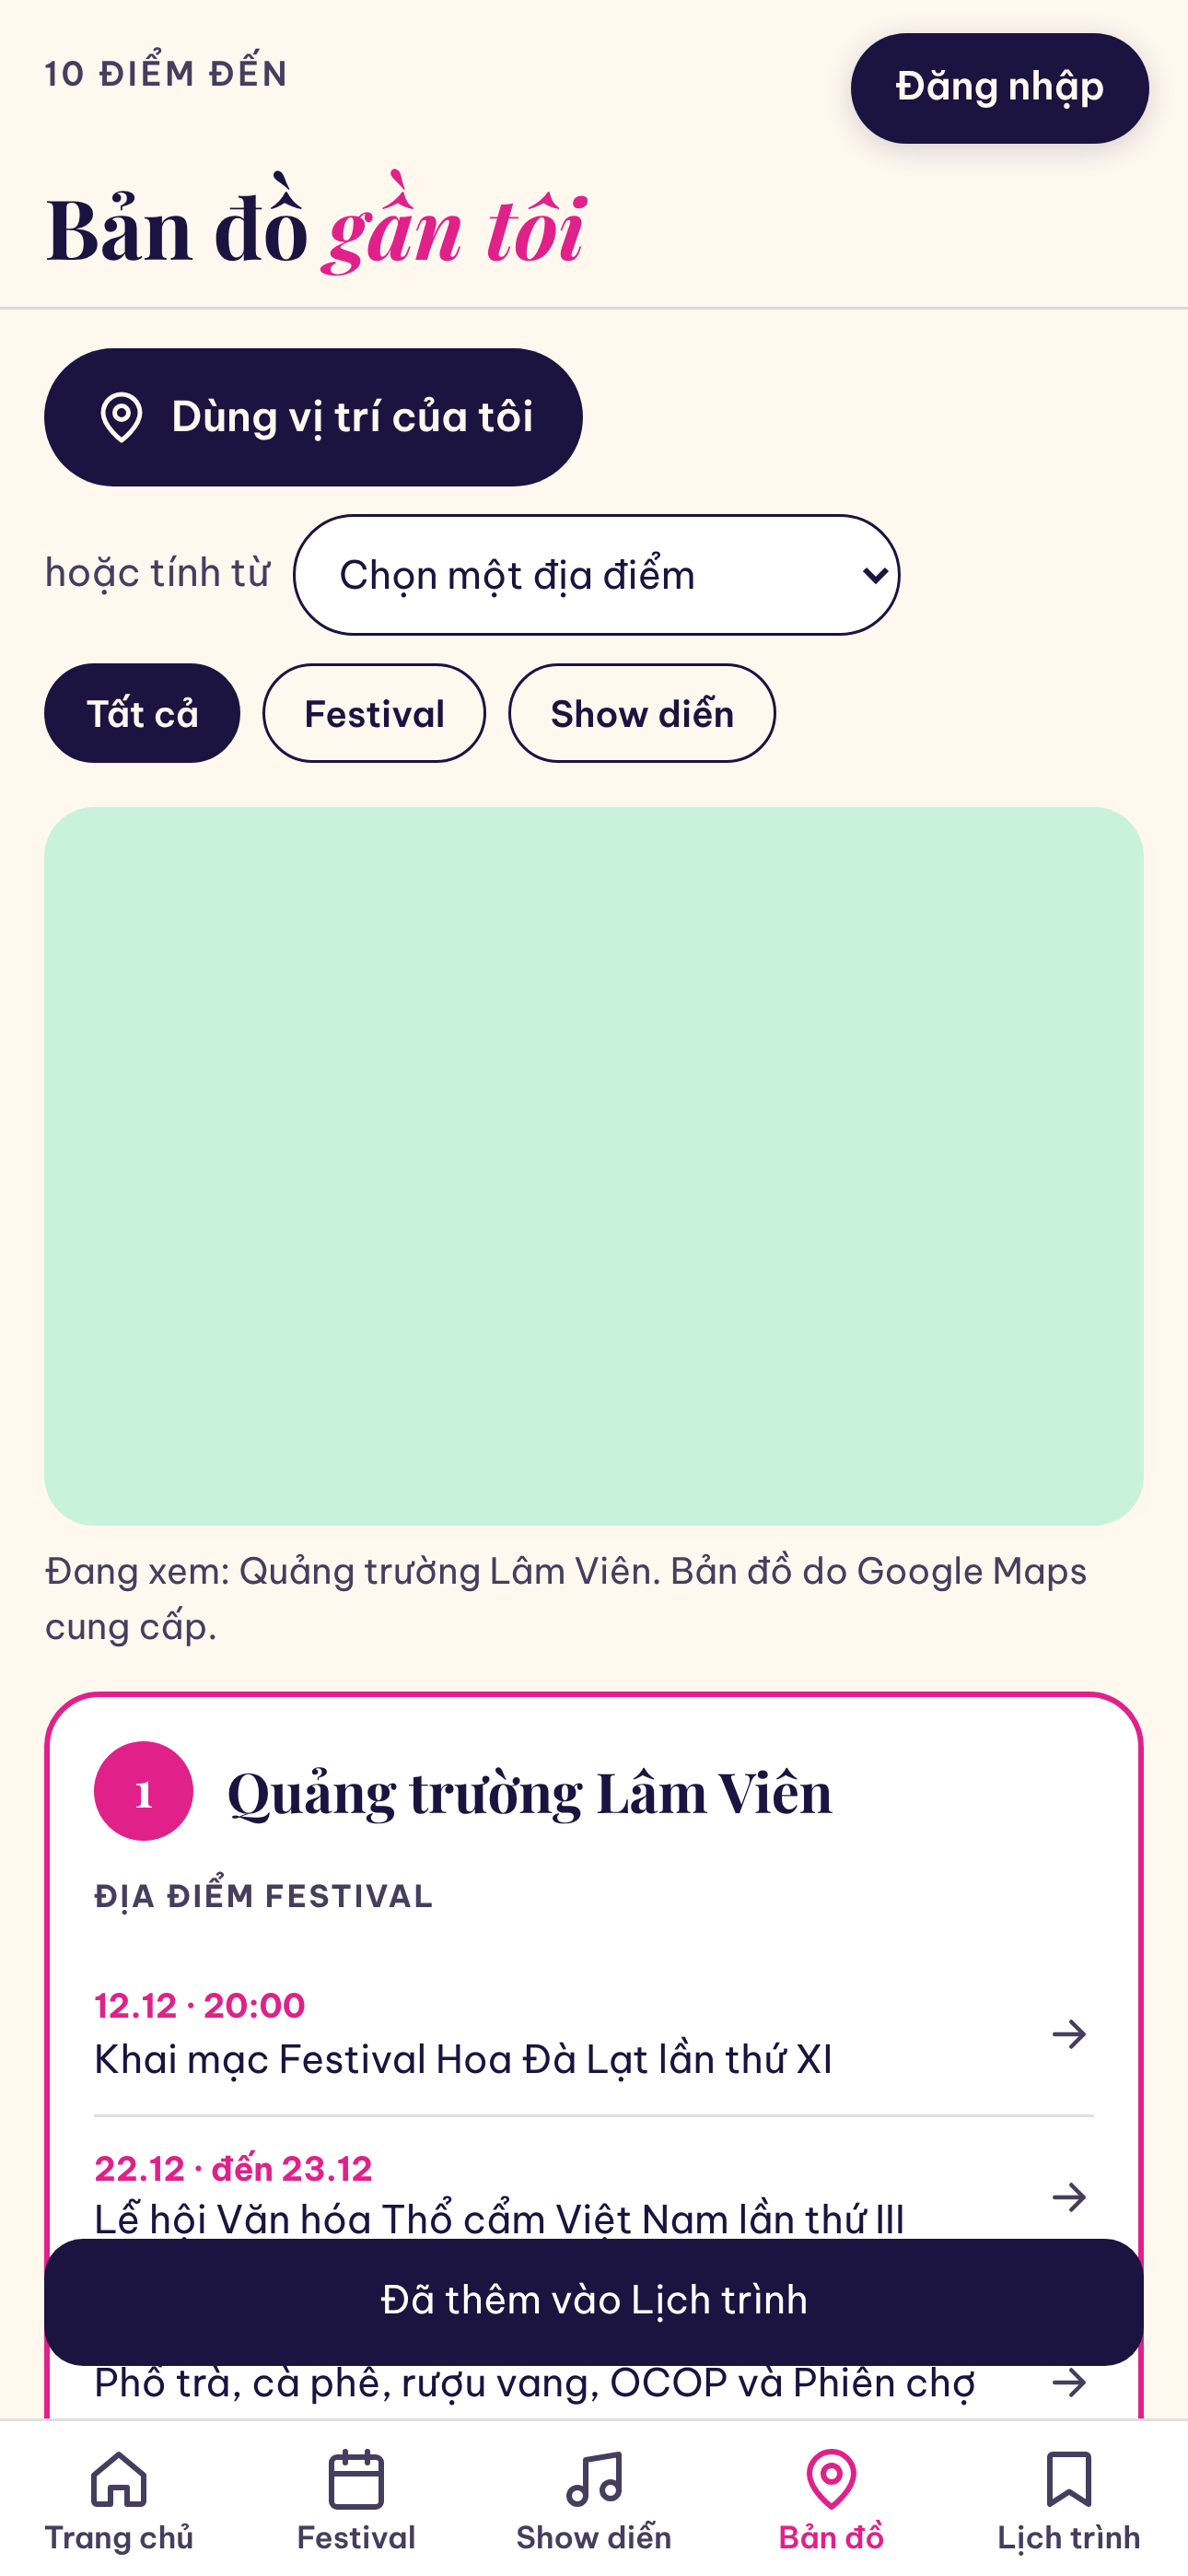 10 ĐIỂM ĐẾN
Đăng nhập
Bản đồ gần tôi
Dùng vị trí của tôi
hoặc tính từ
Chọn một địa điểm
Tất cả
Festival
Show diễn
Đang xem: Quảng trường Lâm Viên. Bản đồ do Google Maps
cung cấp.
1
Quảng trường Lâm Viên
ĐỊA ĐIỂM FESTIVAL
12.12 · 20:00
Khai mạc Festival Hoa Đà Lạt lần thứ XI
22.12 · đến 23.12
Lễ hội Văn hóa Thổ cẩm Việt Nam lần thứ III
Đã thêm vào Lịch trình
Phố trà, cà phê, rượu vang, OCOP và Phiên chợ
Trang chủ
Festival
Show diễn
Bản đồ
Lịch trình